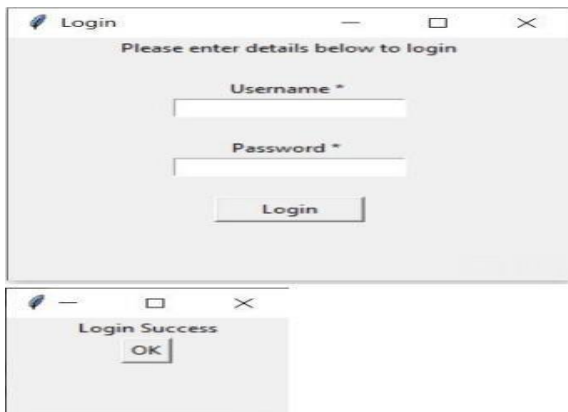 Login
Please enter details below to login
Username *
Password *
Login
Login Success
OK